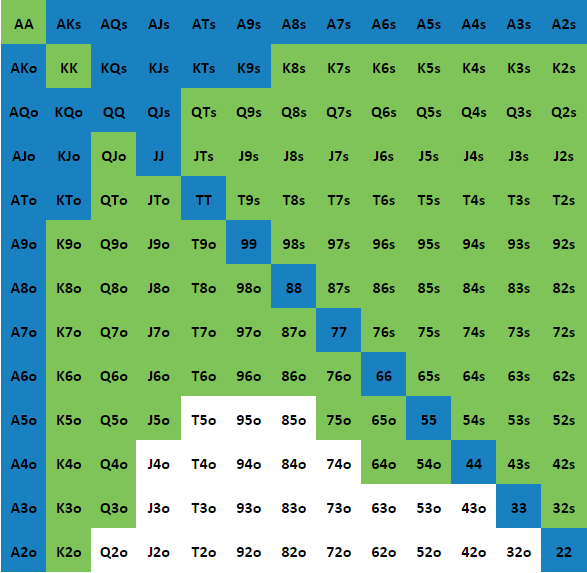 AA AKs AQs AJs ATs A9s A8s A7s A6s A5s A4s A3s A2s
AKo KK KQs KJs KTs K9s K8s K7s K6s K5s K4s K3s K2s
AQo KQo QQ QJs QTs Q9s Q8s Q7s Q6s Q5s Q4s Q3s Q2s
AJo KJo QJo JJ JTs J9s J8s J7s J6s J5s J4s J3s J2s
ATo KTo QTo JTo TT T9s T8s T7s T6s T5s T4s T3s T2s
A9o K9o Q9o J9o T9o 99 98s 97s 96s 95s 94s 93s 92s
A8o K8o Q8o J8o T8o 98o 88 87s 86s 85s 84s 83s 82s
A7o K7o Q7o J7o T7o 97o 87o 77 76s 75s 74s 73s 72s
A6o K6o Q6o J6o T6o 96o 86o 76o 66 65s 64s 63s 62s
A5o K5o Q5o J5o T5o 95o 85o 75o 65o 55 54s 53s 52s
A4o K4o Q4o J4o T4o 94o 84o 74o 64o 54o 44 43s 42s
A3o K3o Q3o J3o T3o 93o 83o 73o 63o 53o 43o 33 32s
A2o K2o Q2o J2o T2o 92o 82o 72o 62o 52o 42o 32o 22